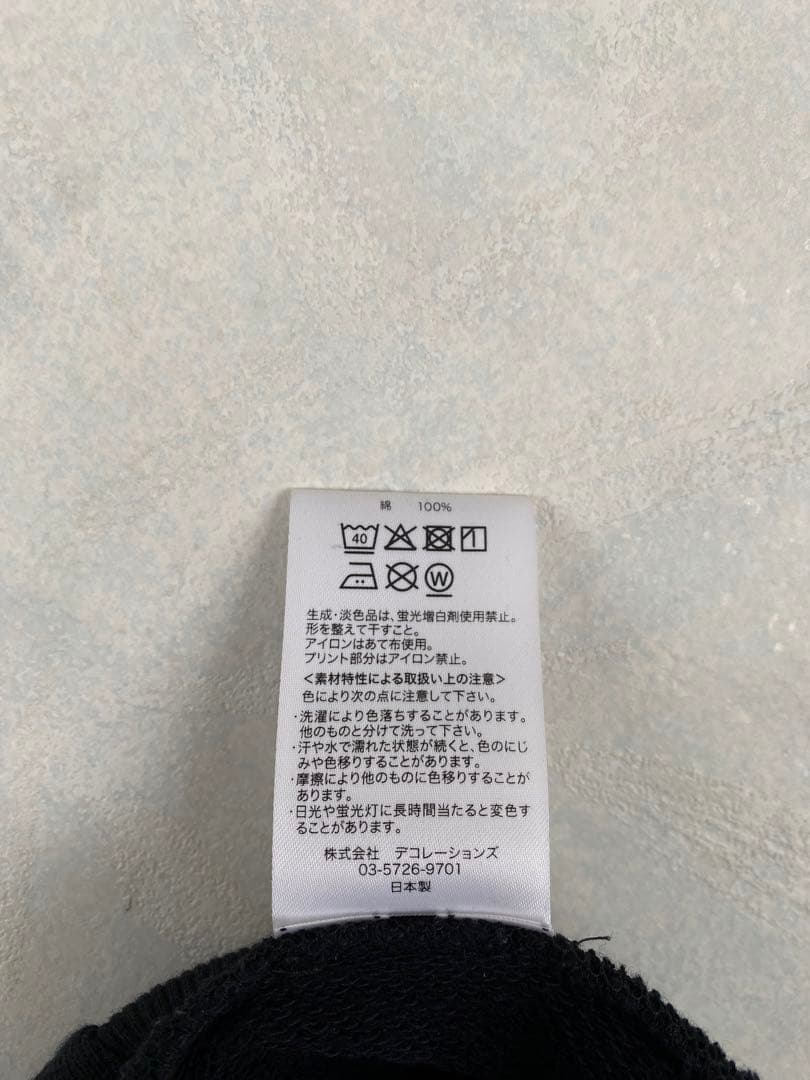 綿 100%
40
W
生成・淡色品は、蛍光増白剤使用禁止。
形を整えて干すこと。
アイロンはあて布使用。
プリント部分はアイロン禁止。
<素材特性による取扱い上の注意>
色により次の点に注意して下さい。
・洗濯により色落ちすることがあります。
他のものと分けて洗って下さい。
・汗や水で濡れた状態が続くと、色のにじ
みや色移りすることがあります。
・摩擦により他のものに色移りすることが
あります。
・日光や蛍光灯に長時間当たると変色す
ることがあります。
株式会社 デコレーションズ
03-5726-9701
日本製